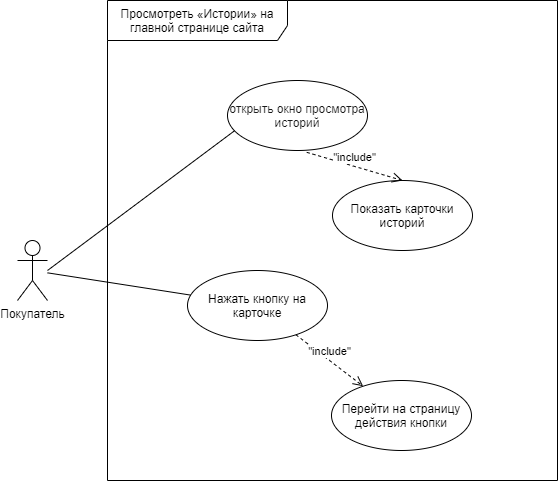 Просмотреть «Истории» на
главной странице сайта
открыть окно просмотра
историй
"include"
Показать карточки
историй
Покупатель
Нажать кнопку на
карточке
"include"
Перейти на страницу
действия кнопки